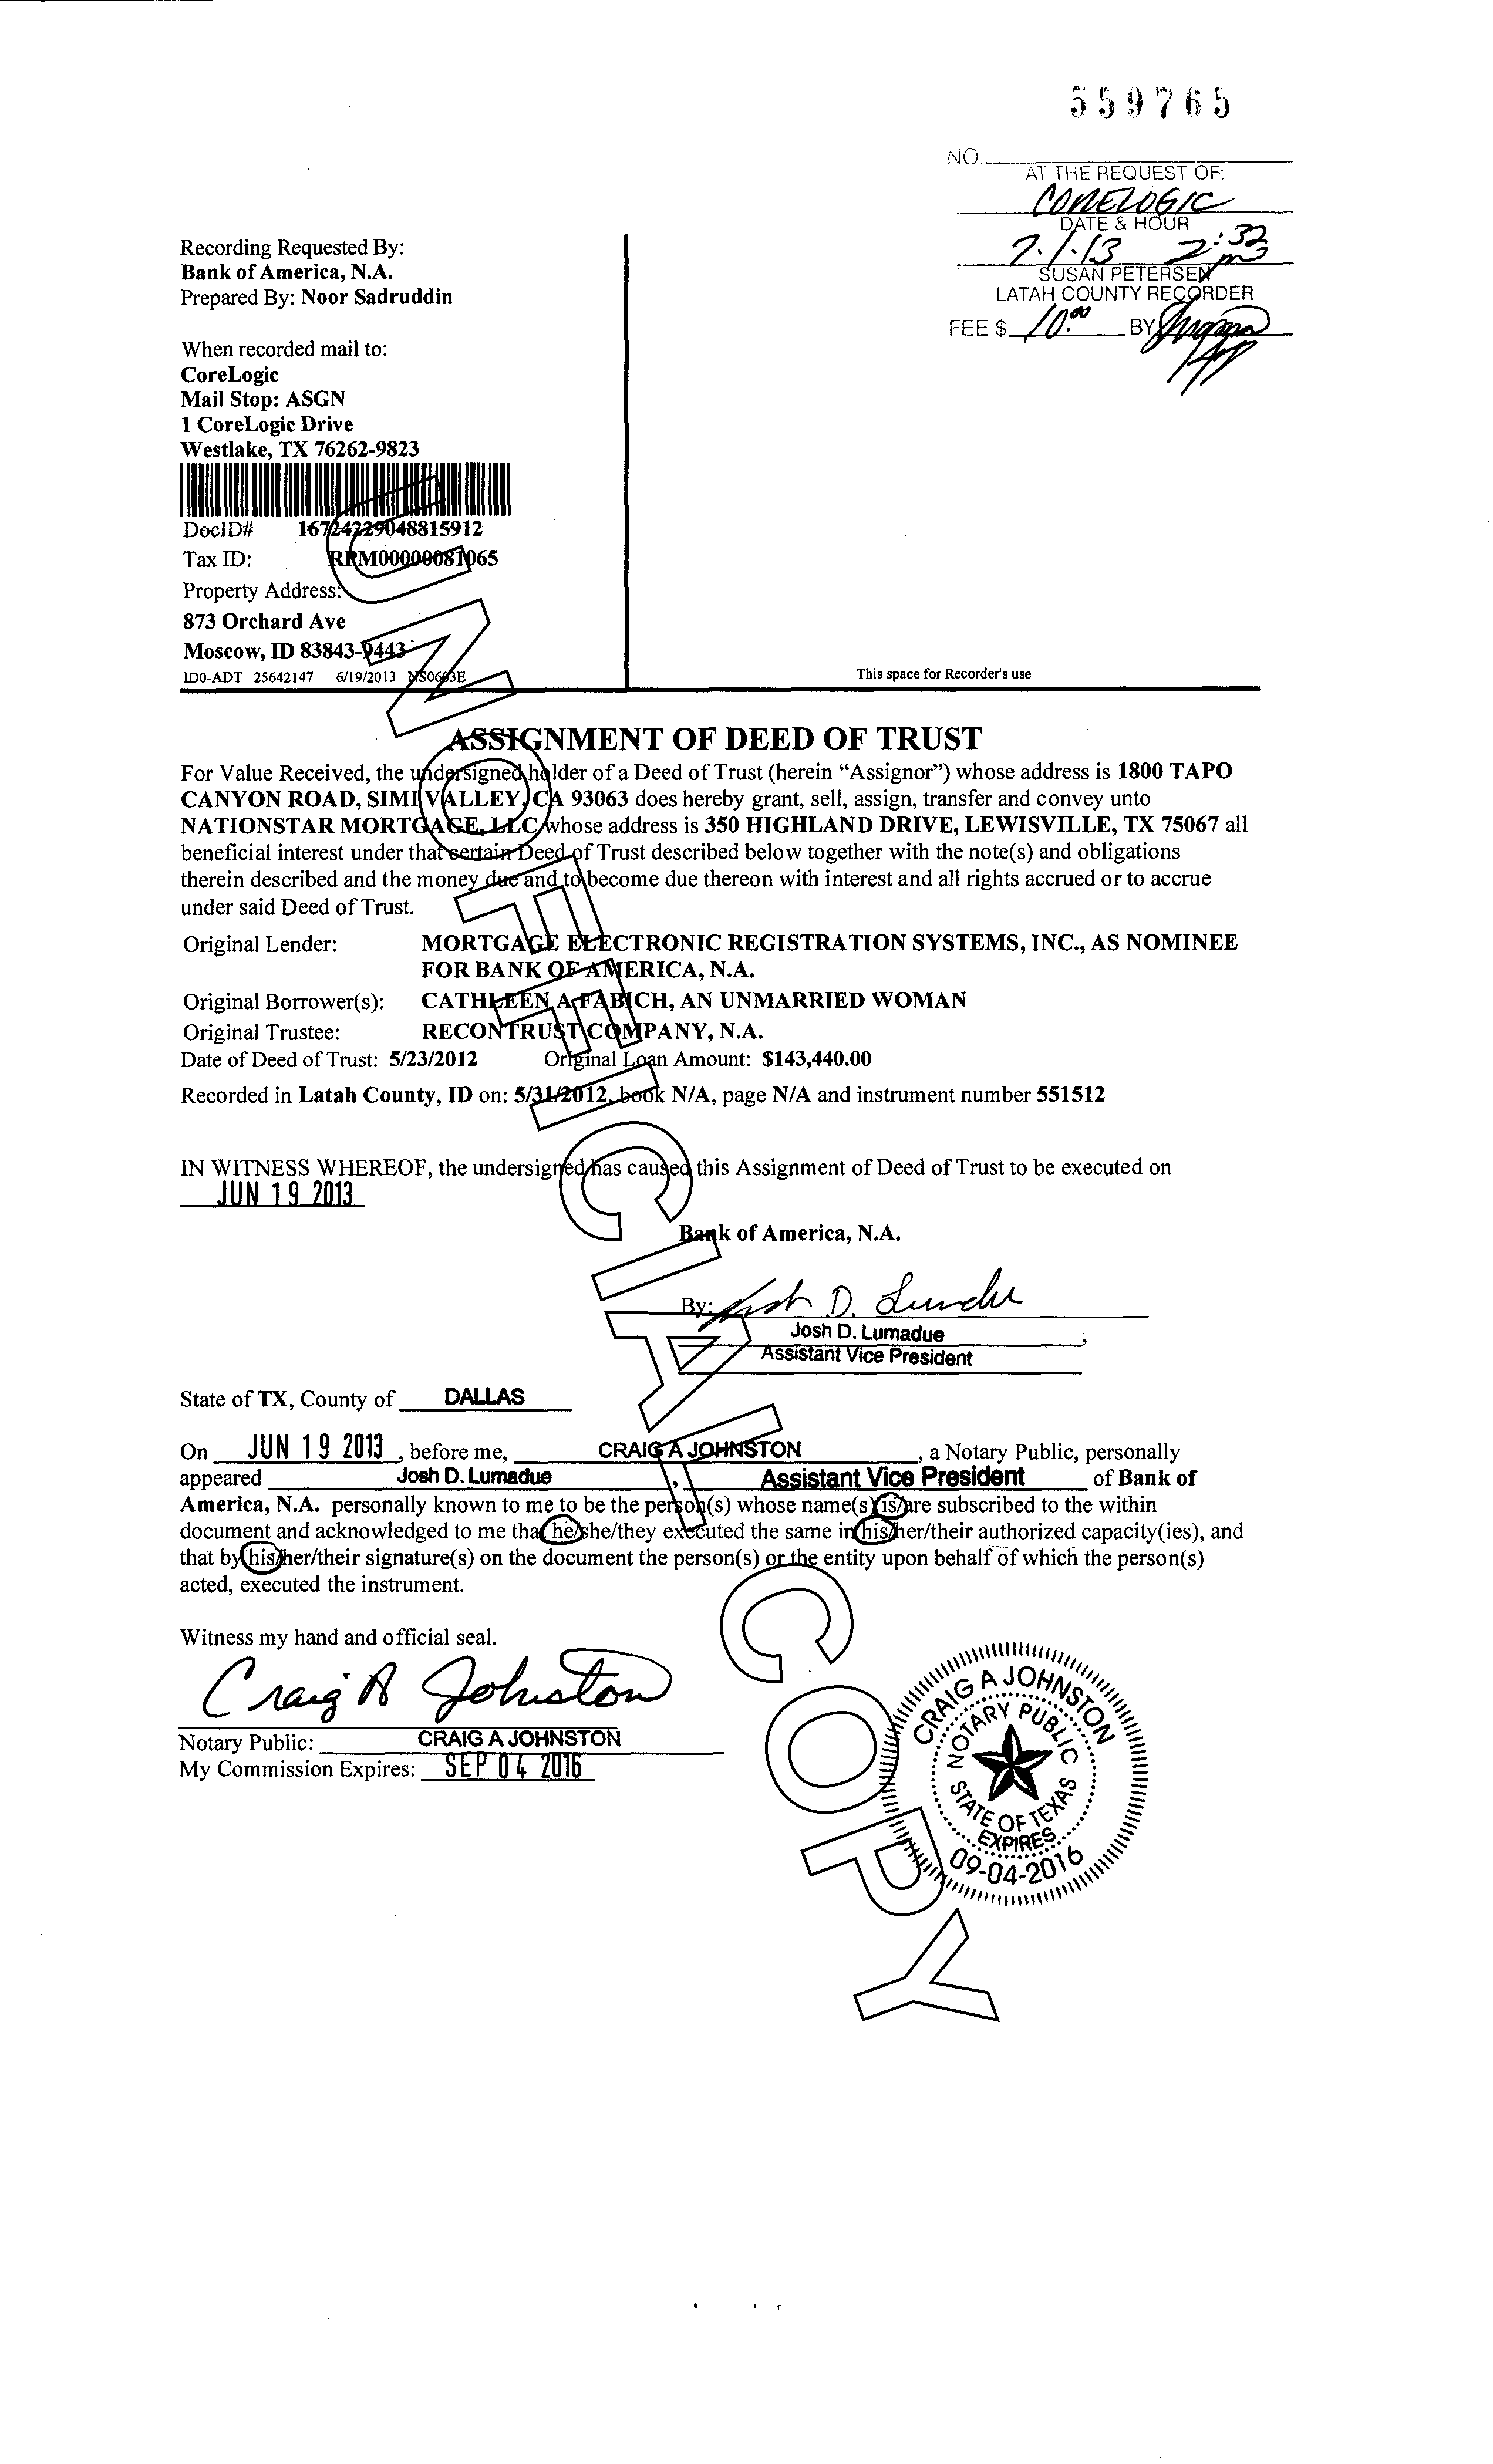 559765
NO.
AT THE REQUEST OF:
CORELOGIC
DATE & HOUR
7.1.13 2:32
SUSAN PETERSEN
LATAH COUNTY RECORDER
FEE $ 10.00 BY
Recording Requested By:
Bank of America, N.A.
Prepared By: Noor Sadruddin
When recorded mail to:
CoreLogic
Mail Stop: ASGN
1 CoreLogic Drive
Westlake, TX 76262-9823
DocID# 16724229048815912
Tax ID: RRM00000081065
Property Address:
873 Orchard Ave
Moscow, ID 83843-9443
ID0-ADT 25642147 6/19/2013 NS0603E
This space for Recorder's use
ASSIGNMENT OF DEED OF TRUST
For Value Received, the undersigned holder of a Deed of Trust (herein “Assignor”) whose address is 1800 TAPO
CANYON ROAD, SIMI VALLEY, CA 93063 does hereby grant, sell, assign, transfer and convey unto
NATIONSTAR MORTGAGE, LLC whose address is 350 HIGHLAND DRIVE, LEWISVILLE, TX 75067 all
beneficial interest under that certain Deed of Trust described below together with the note(s) and obligations
therein described and the money due and to become due thereon with interest and all rights accrued or to accrue
under said Deed of Trust.
Original Lender: MORTGAGE ELECTRONIC REGISTRATION SYSTEMS, INC., AS NOMINEE
FOR BANK OF AMERICA, N.A.
Original Borrower(s): CATHLEEN A FABICH, AN UNMARRIED WOMAN
Original Trustee: RECONTRUST COMPANY, N.A.
Date of Deed of Trust: 5/23/2012 Original Loan Amount: $143,440.00
Recorded in Latah County, ID on: 5/31/2012, book N/A, page N/A and instrument number 551512
IN WITNESS WHEREOF, the undersigned has caused this Assignment of Deed of Trust to be executed on
JUN 19 2013
Bank of America, N.A.
By: Josh D. Lumadue
Josh D. Lumadue,
Assistant Vice President
State of TX, County of DALLAS
On JUN 19 2013, before me, CRAIG A JOHNSTON, a Notary Public, personally
appeared Josh D. Lumadue, Assistant Vice President of Bank of
America, N.A. personally known to me to be the person(s) whose name(s) is/are subscribed to the within
document and acknowledged to me that he/she/they executed the same in his/her/their authorized capacity(ies), and
that by his/her/their signature(s) on the document the person(s) or the entity upon behalf of which the person(s)
acted, executed the instrument.
Witness my hand and official seal.
Craig A Johnston
Notary Public: CRAIG A JOHNSTON
My Commission Expires: SEP 04 2016
CRAIG A JOHNSTON
NOTARY PUBLIC
STATE OF TEXAS
EXPIRES
09-04-2016
UNOFFICIAL COPY